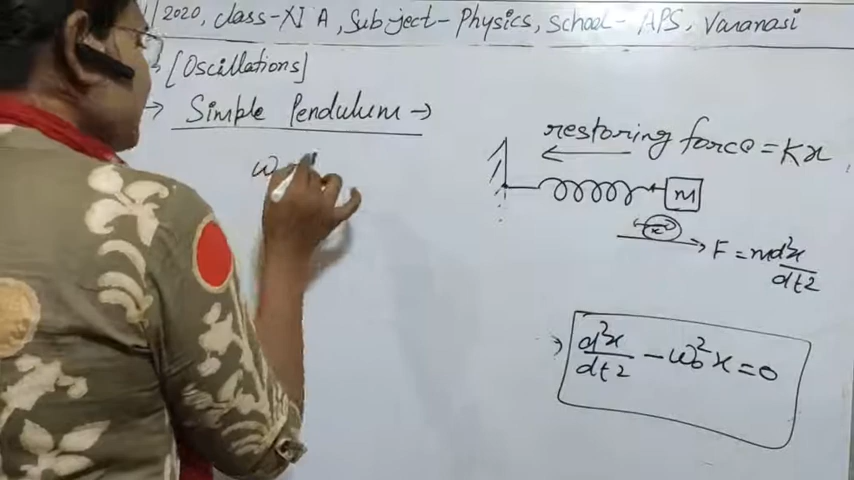 2020, Class-XI A, Subject-Physics, School- APS, Varanasi
[Oscillations]
Simple Pendulum →
W
restoring force = Kx
M
x
F = md²x/dt2
d²x/dt2 - ω₀²x = 0